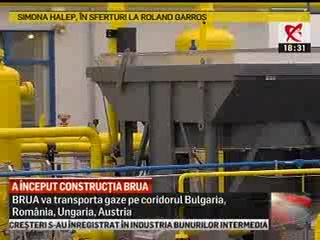 SIMONA HALEP, ÎN SFERTURI LA ROLAND GARROS
18:31
A ÎNCEPUT CONSTRUCȚIA BRUA
BRUA va transporta gaze pe coridorul Bulgaria,
România, Ungaria, Austria
CREȘTERI S-AU ÎNREGISTRAT ÎN INDUSTRIA BUNURILOR INTERMEDIA